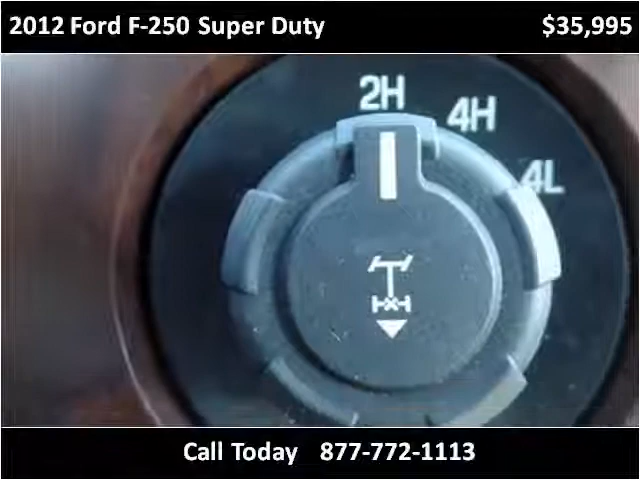 2012 Ford F-250 Super Duty $35,995
2H
4H
4L
Call Today 877-772-1113